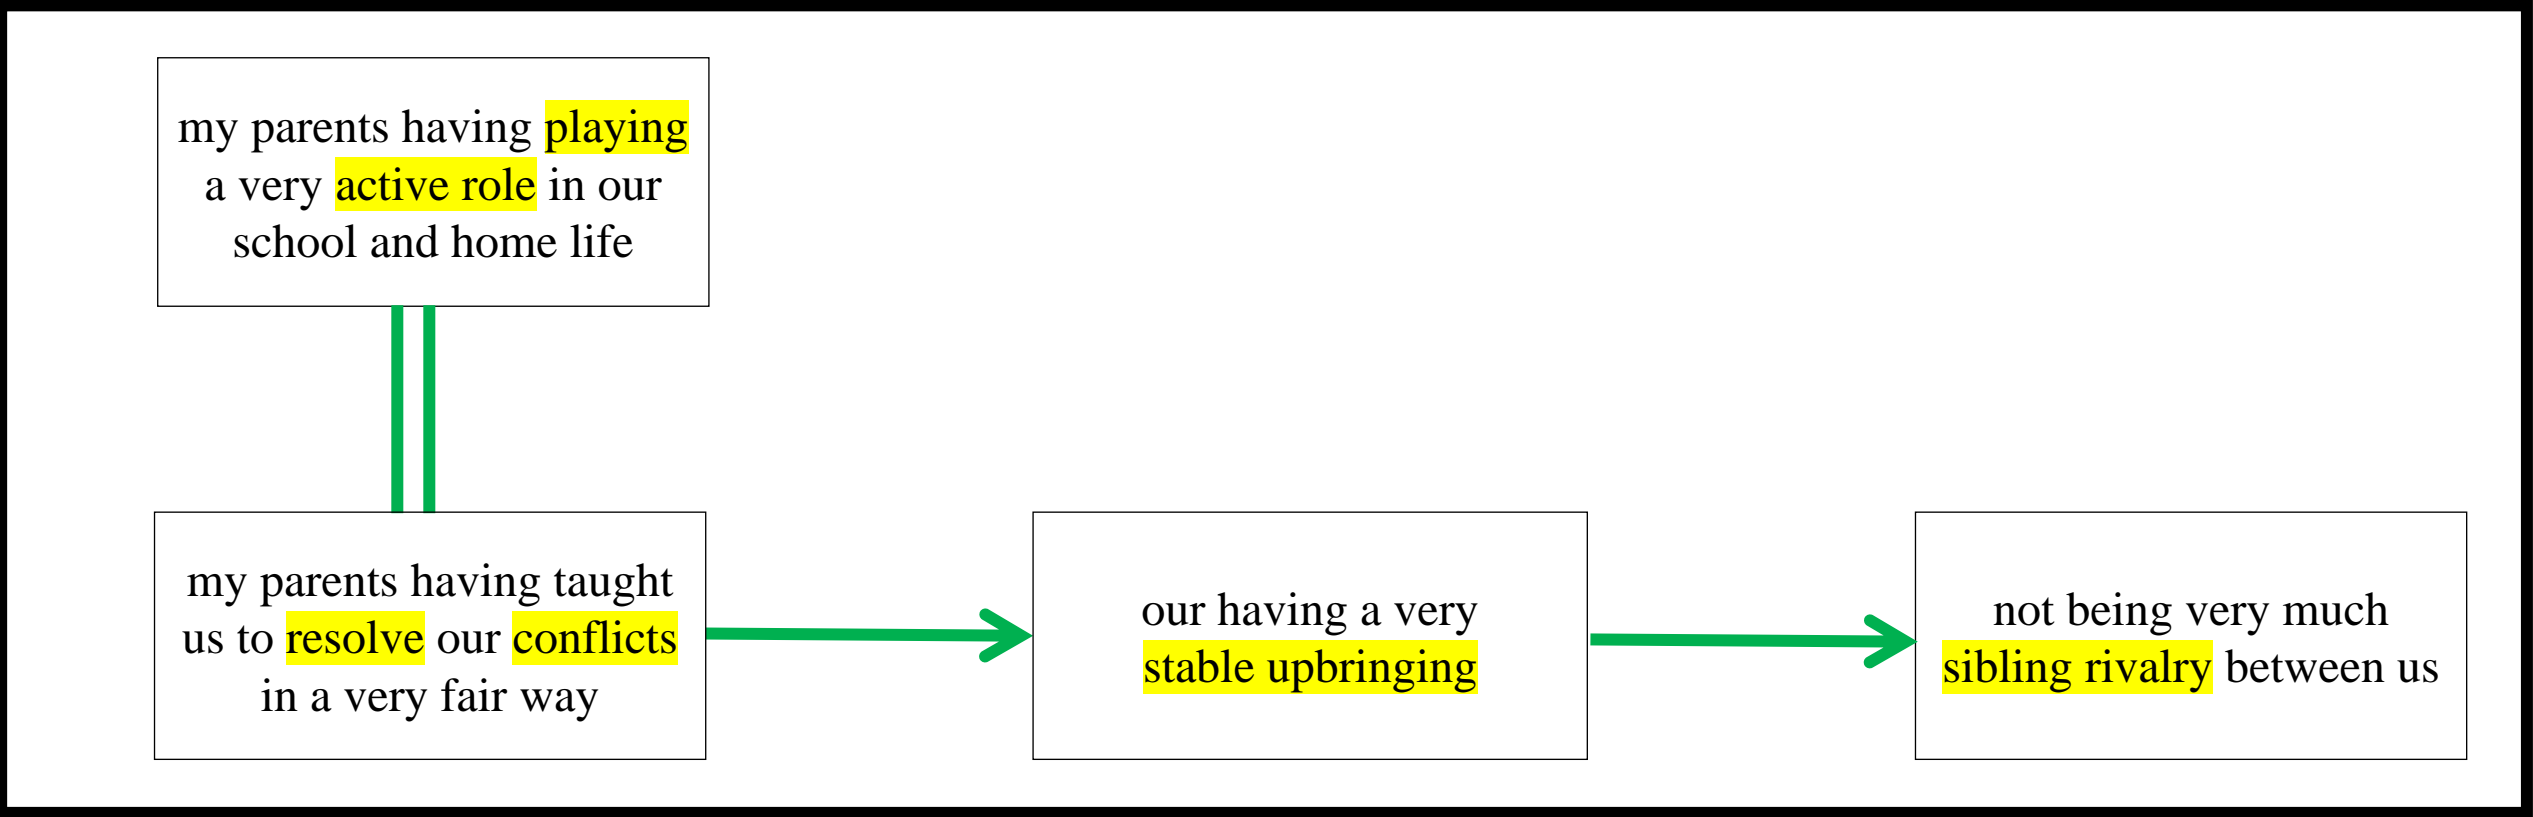 my parents having playing
a very active role in our
school and home life
my parents having taught
us to resolve our conflicts
in a very fair way
our having a very
stable upbringing
not being very much
sibling rivalry between us